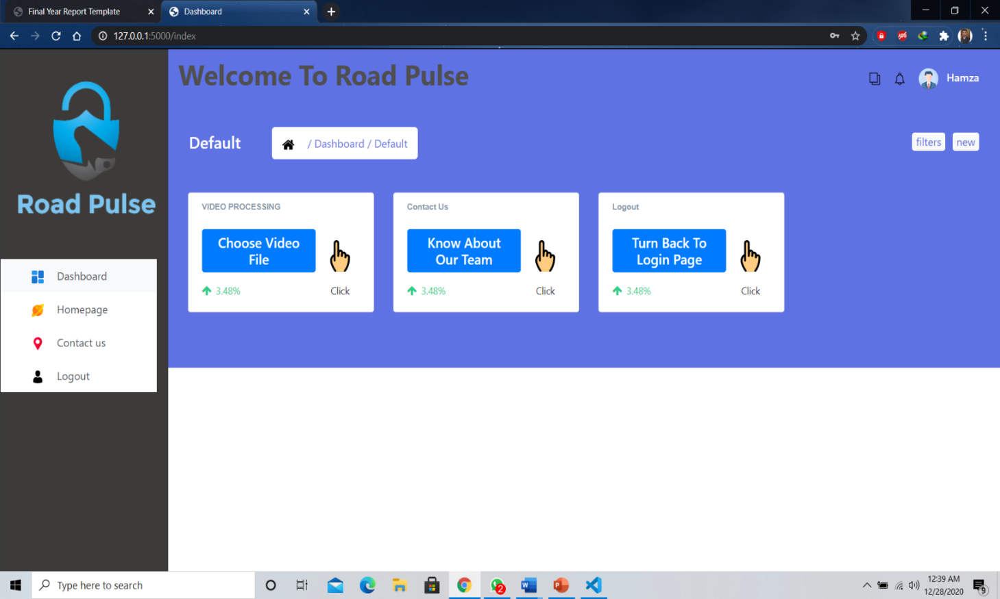 Final Year Report Template
Dashboard
127.0.0.1:5000/index
Welcome To Road Pulse
Hamza
Road Pulse
Default
/ Dashboard / Default
filters
new
VIDEO PROCESSING
Choose Video
File
3.48%
Click
Contact Us
Know About
Our Team
3.48%
Click
Logout
Turn Back To
Login Page
3.48%
Click
Dashboard
Homepage
Contact us
Logout
Type here to search
2
12:39 AM
12/28/2020
9